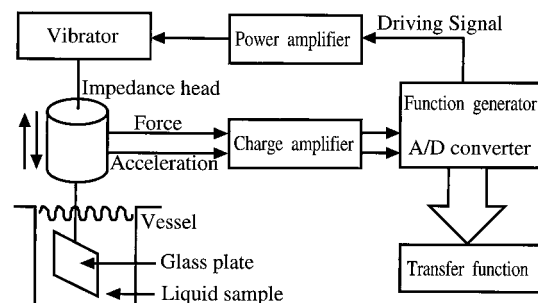 Vibrator
Power amplifier
Driving Signal
Impedance head
Force
Acceleration
Charge amplifier
Function generator
A/D converter
Vessel
Glass plate
Liquid sample
Transfer function